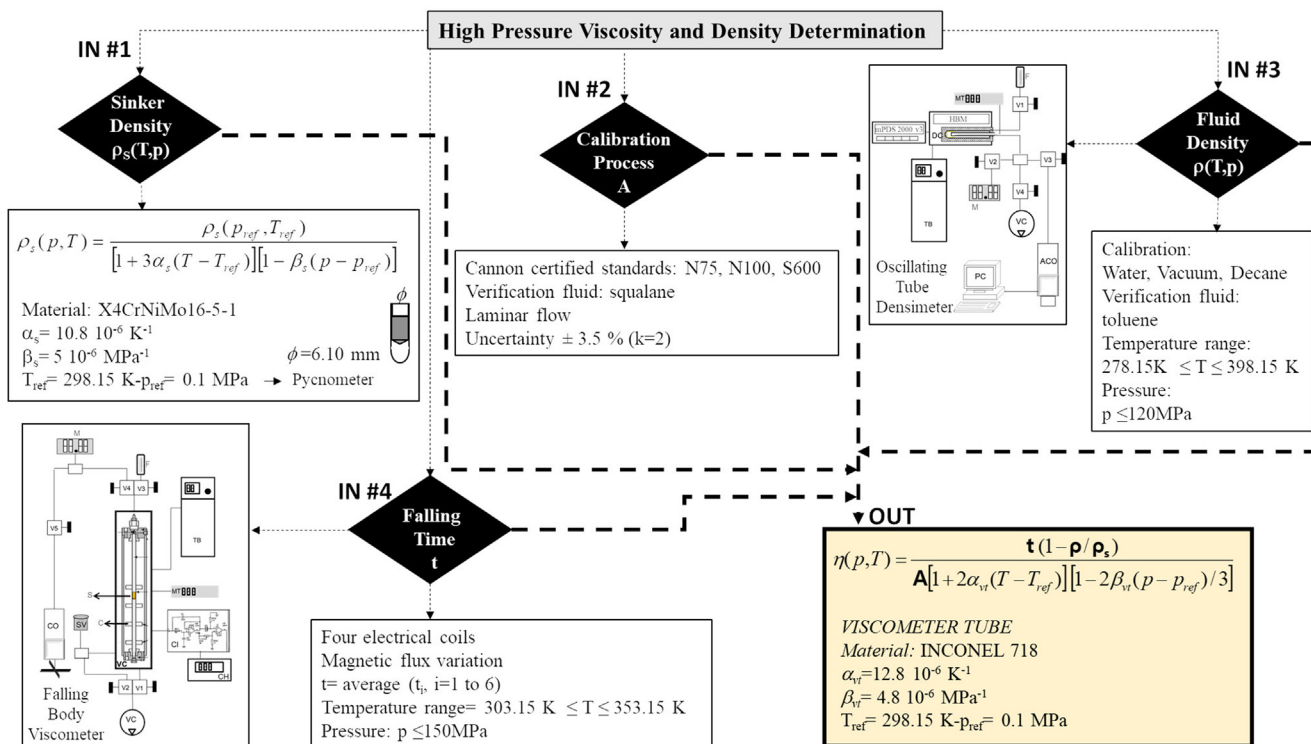 High Pressure Viscosity and Density Determination
IN #1
Sinker
Density
ρS(T,p)
ρs(p,T) = ρs(pref,Tref) / [1+3αs(T−Tref)][1−βs(p−pref)]
Material: X4CrNiMo16-5-1
αs= 10.8 10-6 K-1
βs= 5 10-6 MPa-1
ϕ
ϕ=6.10 mm
Tref= 298.15 K-pref= 0.1 MPa → Pycnometer
IN #2
Calibration
Process
A
Cannon certified standards: N75, N100, S600
Verification fluid: squalane
Laminar flow
Uncertainty ± 3.5 % (k=2)
F
MT
V1
HBM
mPDS 2000 v3
DC
V2
V3
M
V4
TB
VC
PC
ACO
Oscillating
Tube
Densimeter
IN #3
Fluid
Density
ρ(T,p)
Calibration:
Water, Vacuum, Decane
Verification fluid:
toluene
Temperature range:
278.15K ≤ T ≤ 398.15 K
Pressure:
p ≤120MPa
M
F
V4 V3
V5
TB
S
MT
CO
SV
C
CI
VC
CH
V2 V1
VC
Falling
Body
Viscometer
IN #4
Falling
Time
t
Four electrical coils
Magnetic flux variation
t= average (ti, i=1 to 6)
Temperature range= 303.15 K ≤ T ≤ 353.15 K
Pressure: p ≤150MPa
OUT
η(p,T) = t (1−ρ/ρs) / A[1+2αvt(T−Tref)][1−2βvt(p−pref)/3]
VISCOMETER TUBE
Material: INCONEL 718
αvt=12.8 10-6 K-1
βvt= 4.8 10-6 MPa-1
Tref= 298.15 K-pref= 0.1 MPa